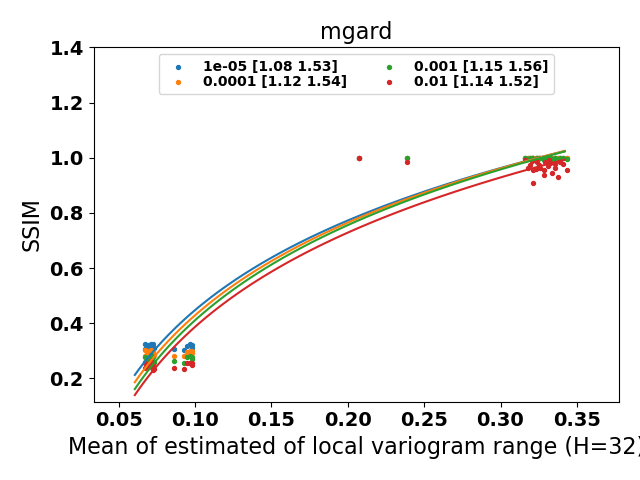 mgard
1e-05 [1.08 1.53]
0.0001 [1.12 1.54]
0.001 [1.15 1.56]
0.01 [1.14 1.52]
SSIM
1.4
1.2
1.0
0.8
0.6
0.4
0.2
0.05 0.10 0.15 0.20 0.25 0.30 0.35
Mean of estimated of local variogram range (H=32)